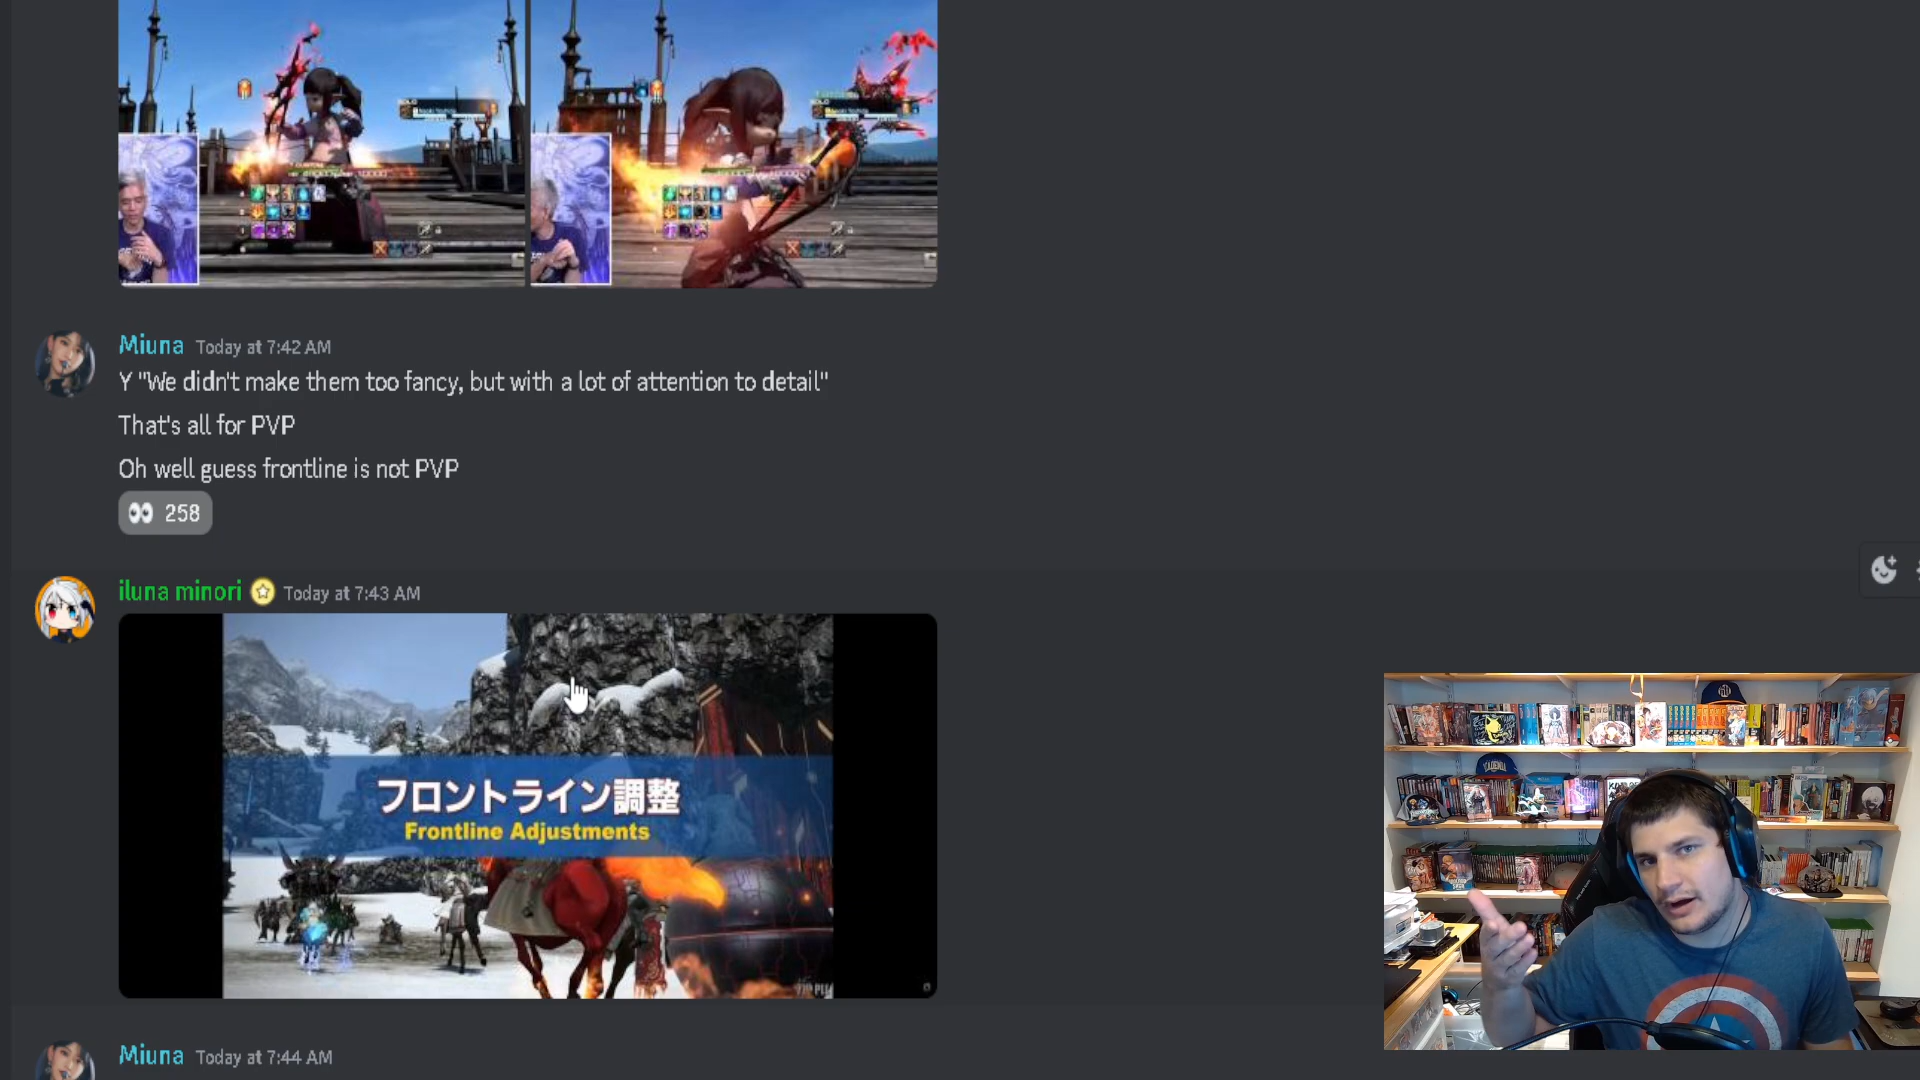 Miuna Today at 7:42 AM
Y "We didn't make them too fancy, but with a lot of attention to detail"
That's all for PVP
Oh well guess frontline is not PVP
258
iluna minori Today at 7:43 AM
フロントライン調整
Frontline Adjustments
Miuna Today at 7:44 AM